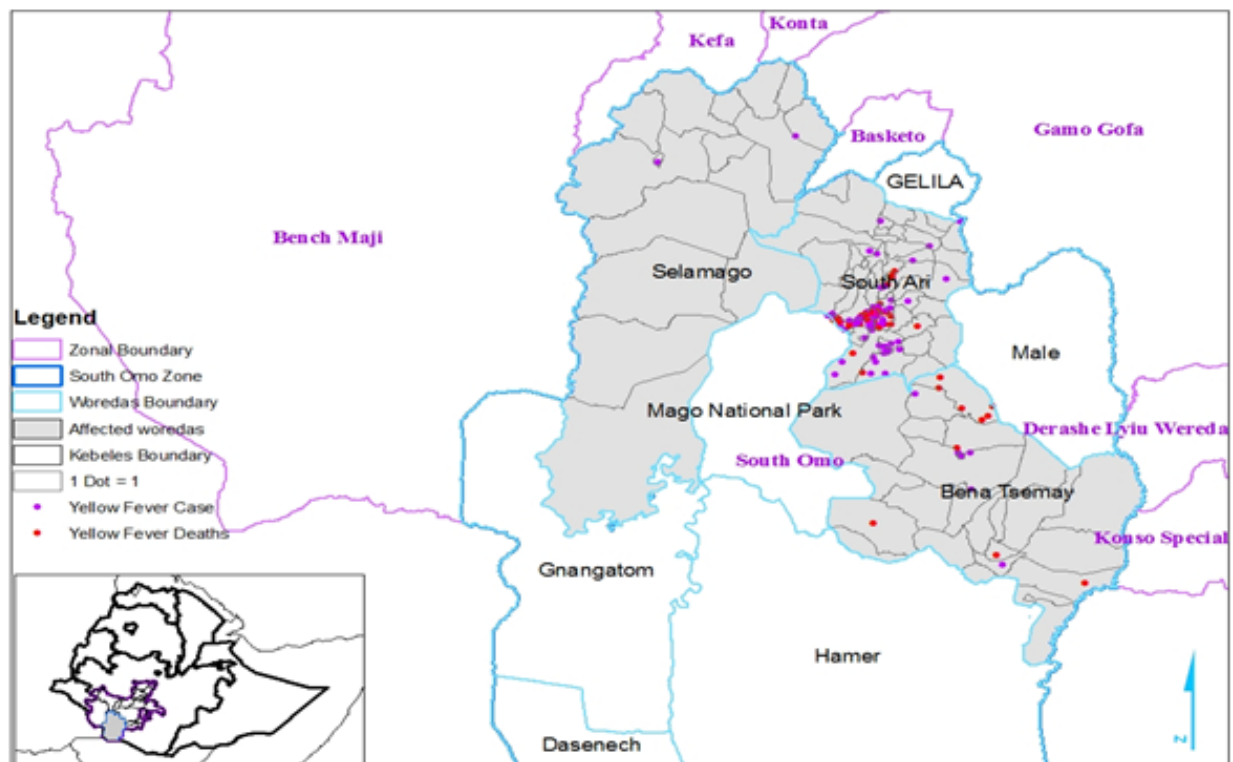 Konta
Kefa
Gamo Gofa
Basketo
GELILA
Bench Maji
Selamago
South Ari
Legend
Zonal Boundary
South Omo Zone
Woredas Boundary
Affected woredas
Kebeles Boundary
1 Dot = 1
Yellow Fever Case
Yellow Fever Deaths
Male
Mago National Park
Derashe Lyiu Wereda
South Omo
Bena Tsemay
Konso Special
Gnangatom
Hamer
Dasenech
N